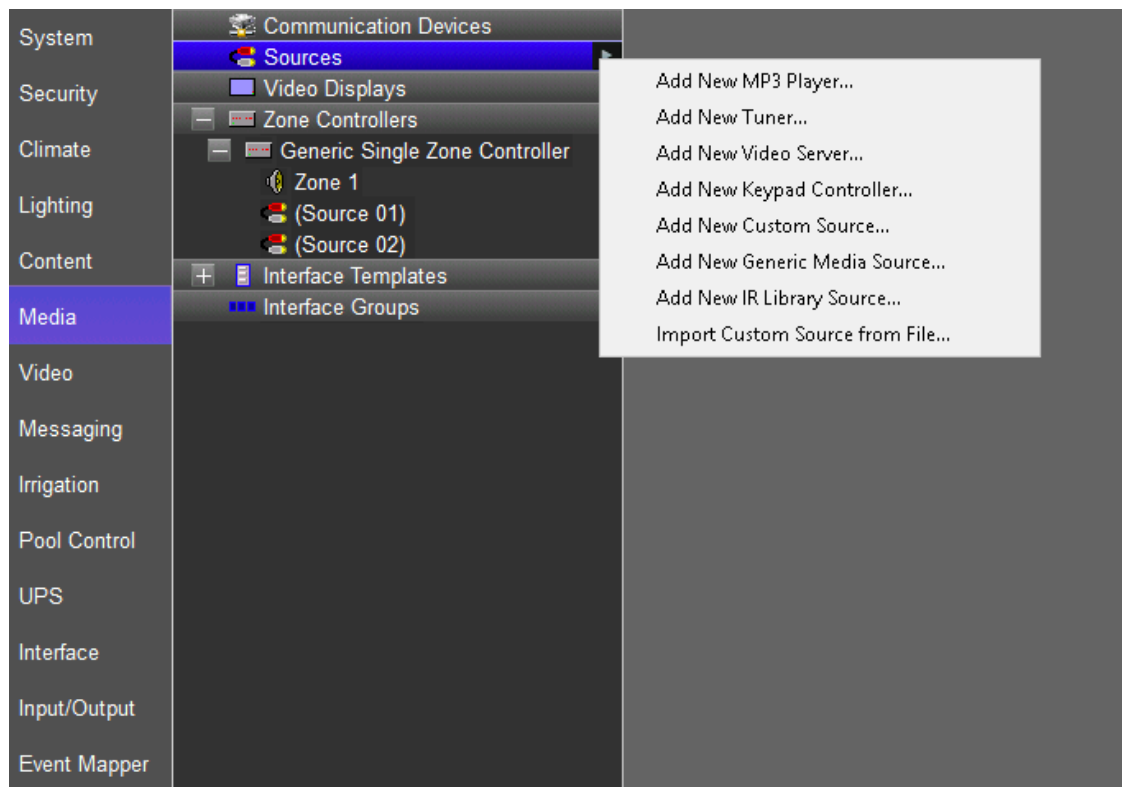 System
Security
Climate
Lighting
Content
Media
Video
Messaging
Irrigation
Pool Control
UPS
Interface
Input/Output
Event Mapper
Communication Devices
Sources
Video Displays
Zone Controllers
Generic Single Zone Controller
Zone 1
(Source 01)
(Source 02)
Interface Templates
Interface Groups
Add New MP3 Player...
Add New Tuner...
Add New Video Server...
Add New Keypad Controller...
Add New Custom Source...
Add New Generic Media Source...
Add New IR Library Source...
Import Custom Source from File...